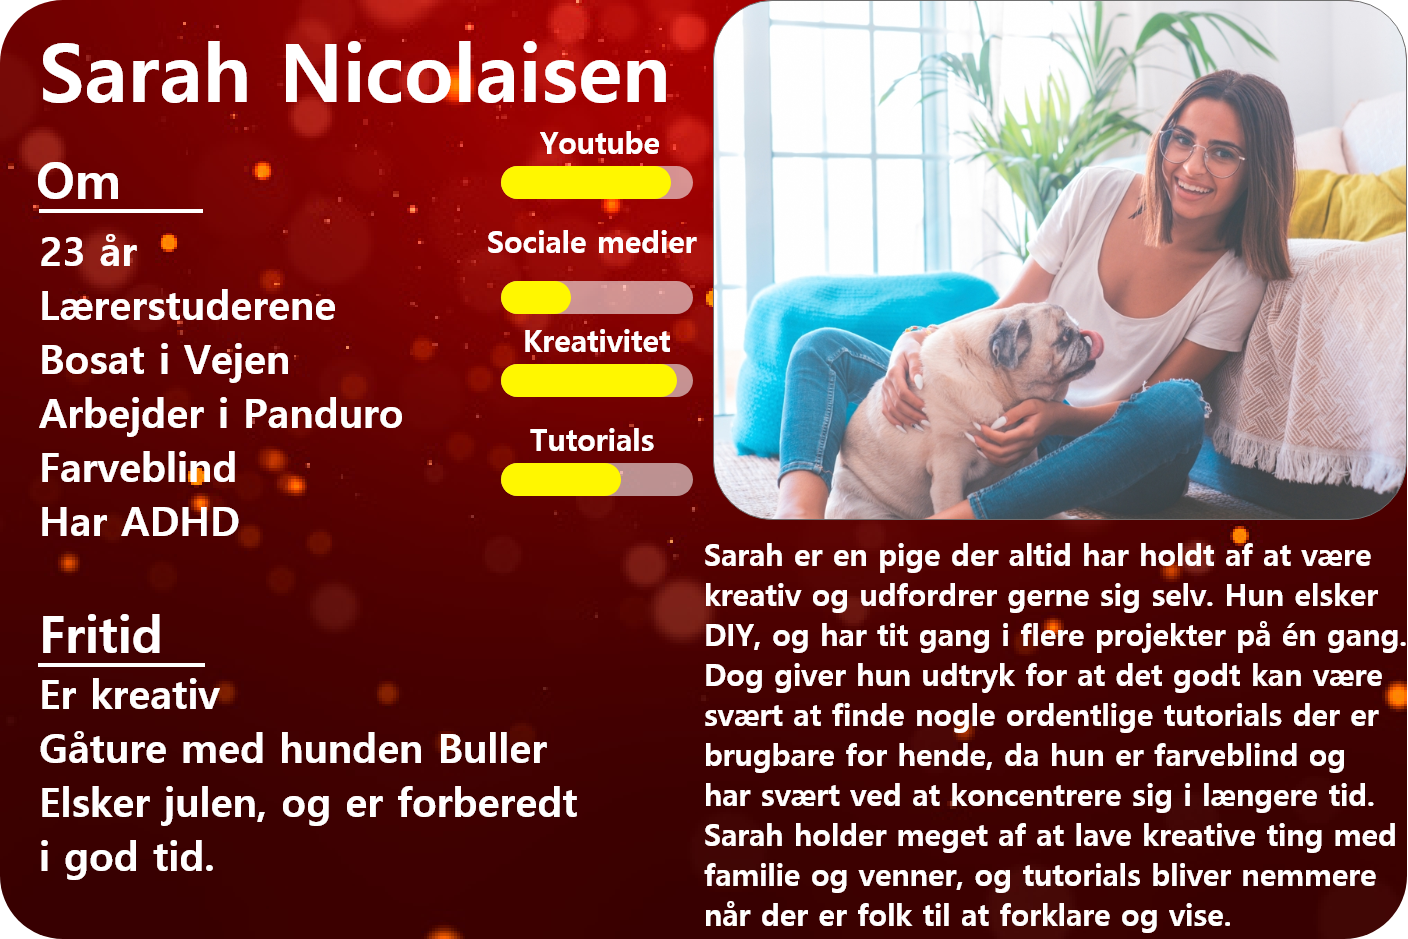 Sarah Nicolaisen
Om
23 år
Lærerstuderene
Bosat i Vejen
Arbejder i Panduro
Farveblind
Har ADHD
Fritid
Er kreativ
Gåture med hunden Buller
Elsker julen, og er forberedt
i god tid.
Youtube
Sociale medier
Kreativitet
Tutorials
Sarah er en pige der altid har holdt af at være
kreativ og udfordrer gerne sig selv. Hun elsker
DIY, og har tit gang i flere projekter på én gang.
Dog giver hun udtryk for at det godt kan være
svært at finde nogle ordentlige tutorials der er
brugbare for hende, da hun er farveblind og
har svært ved at koncentrere sig i længere tid.
Sarah holder meget af at lave kreative ting med
familie og venner, og tutorials bliver nemmere
når der er folk til at forklare og vise.